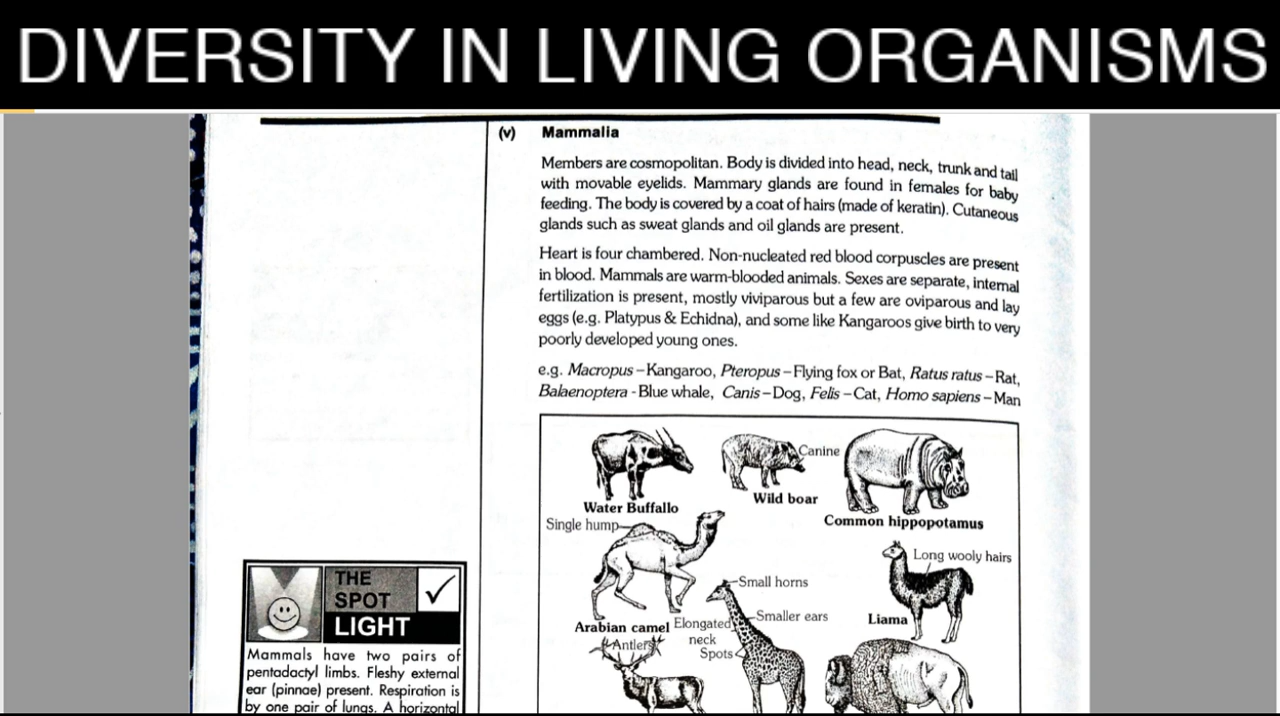 DIVERSITY IN LIVING ORGANISMS
(v) Mammalia
Members are cosmopolitan. Body is divided into head, neck, trunk and tail
with movable eyelids. Mammary glands are found in females for baby
feeding. The body is covered by a coat of hairs (made of keratin). Cutaneous
glands such as sweat glands and oil glands are present.
Heart is four chambered. Non-nucleated red blood corpuscles are present
in blood. Mammals are warm-blooded animals. Sexes are separate, internal
fertilization is present, mostly viviparous but a few are oviparous and lay
eggs (e.g. Platypus & Echidna), and some like Kangaroos give birth to very
poorly developed young ones.
e.g. Macropus – Kangaroo, Pteropus – Flying fox or Bat, Ratus ratus – Rat,
Balaenoptera - Blue whale, Canis – Dog, Felis – Cat, Homo sapiens – Man
Canine
Water Buffallo
Wild boar
Common hippopotamus
Single hump
Long wooly hairs
Small horns
Smaller ears
Liama
Arabian camel
Elongated
neck
Antlers
Spots
THE
SPOT
LIGHT
Mammals have two pairs of
pentadactyl limbs. Fleshy external
ear (pinnae) present. Respiration is
by one pair of lungs. A horizontal